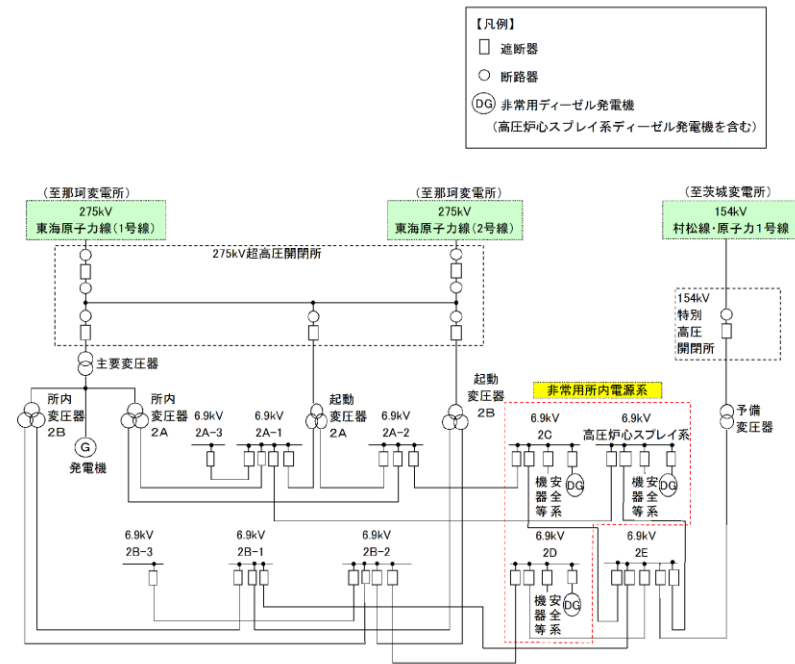 【凡例】
遮断器
断路器
DG 非常用ディーゼル発電機
(高圧炉心スプレイ系ディーゼル発電機を含む)
(至那珂変電所)
275kV
東海原子力線(1号線)
(至那珂変電所)
275kV
東海原子力線(2号線)
(至茨城変電所)
154kV
村松線・原子力1号線
275kV超高圧開閉所
154kV
特別
高圧
開閉所
主要変圧器
所内
変圧器
2B
所内
変圧器
2A
G
発電機
6.9kV
2A-3
6.9kV
2A-1
起動
変圧器
2A
6.9kV
2A-2
起動
変圧器
2B
非常用所内電源系
6.9kV
2C
安全系
機器等
DG
6.9kV
高圧炉心スプレイ系
安全系
機器等
DG
予備
変圧器
6.9kV
2B-3
6.9kV
2B-1
6.9kV
2B-2
6.9kV
2D
安全系
機器等
DG
6.9kV
2E